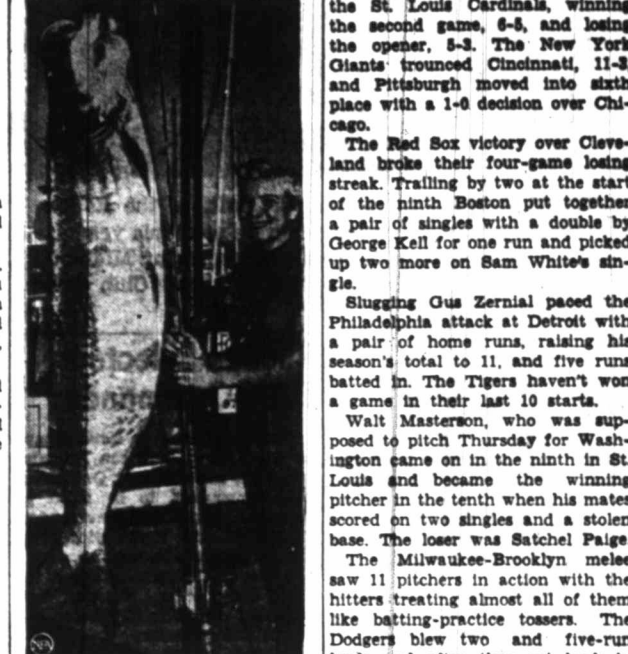 the St. Louis Cardinals, winning
the second game, 6-5, and losing
the opener, 5-3. The New York
Giants trounced Cincinnati, 11-3
and Pittsburgh moved into sixth
place with a 1-0 decision over Chi-
cago.
The Red Sox victory over Cleve-
land broke their four-game losing
streak. Trailing by two at the start
of the ninth Boston put together
a pair of singles with a double by
George Kell for one run and picked
up two more on Sam White's sin-
gle.
Slugging Gus Zernial paced the
Philadelphia attack at Detroit with
a pair of home runs, raising his
season's total to 11, and five runs
batted in. The Tigers haven't won
a game in their last 10 starts.
Walt Masterson, who was sup-
posed to pitch Thursday for Wash-
ington came on in the ninth in St.
Louis and became the winning
pitcher in the tenth when his mates
scored on two singles and a stolen
base. The loser was Satchel Paige
The Milwaukee-Brooklyn melee
saw 11 pitchers in action with the
hitters treating almost all of them
like batting-practice tossers. The
Dodgers blew two and five-run
NEA